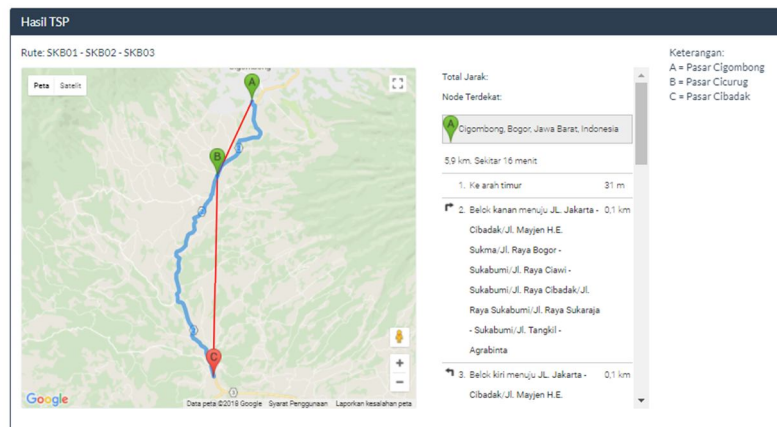 Hasil TSP
Rute: SKB01 - SKB02 - SKB03
Peta Satelit
Cigombong
A
B
C
Google
Data peta ©2018 Google Syarat Penggunaan Laporkan kesalahan peta
Total Jarak:
Node Terdekat:
A Cigombong, Bogor, Jawa Barat, Indonesia
5,9 km. Sekitar 16 menit
1. Ke arah timur 31 m
2. Belok kanan menuju JL. Jakarta - 0,1 km
Cibadak/Jl. Mayjen H.E.
Sukma/Jl. Raya Bogor -
Sukabumi/Jl. Raya Ciawi -
Sukabumi/Jl. Raya Cibadak/Jl.
Raya Sukabumi/Jl. Raya Sukaraja
- Sukabumi/Jl. Tangkil -
Agrabinta
3. Belok kiri menuju JL. Jakarta - 0,1 km
Cibadak/Jl. Mayjen H.E.
Keterangan:
A = Pasar Cigombong
B = Pasar Cicurug
C = Pasar Cibadak